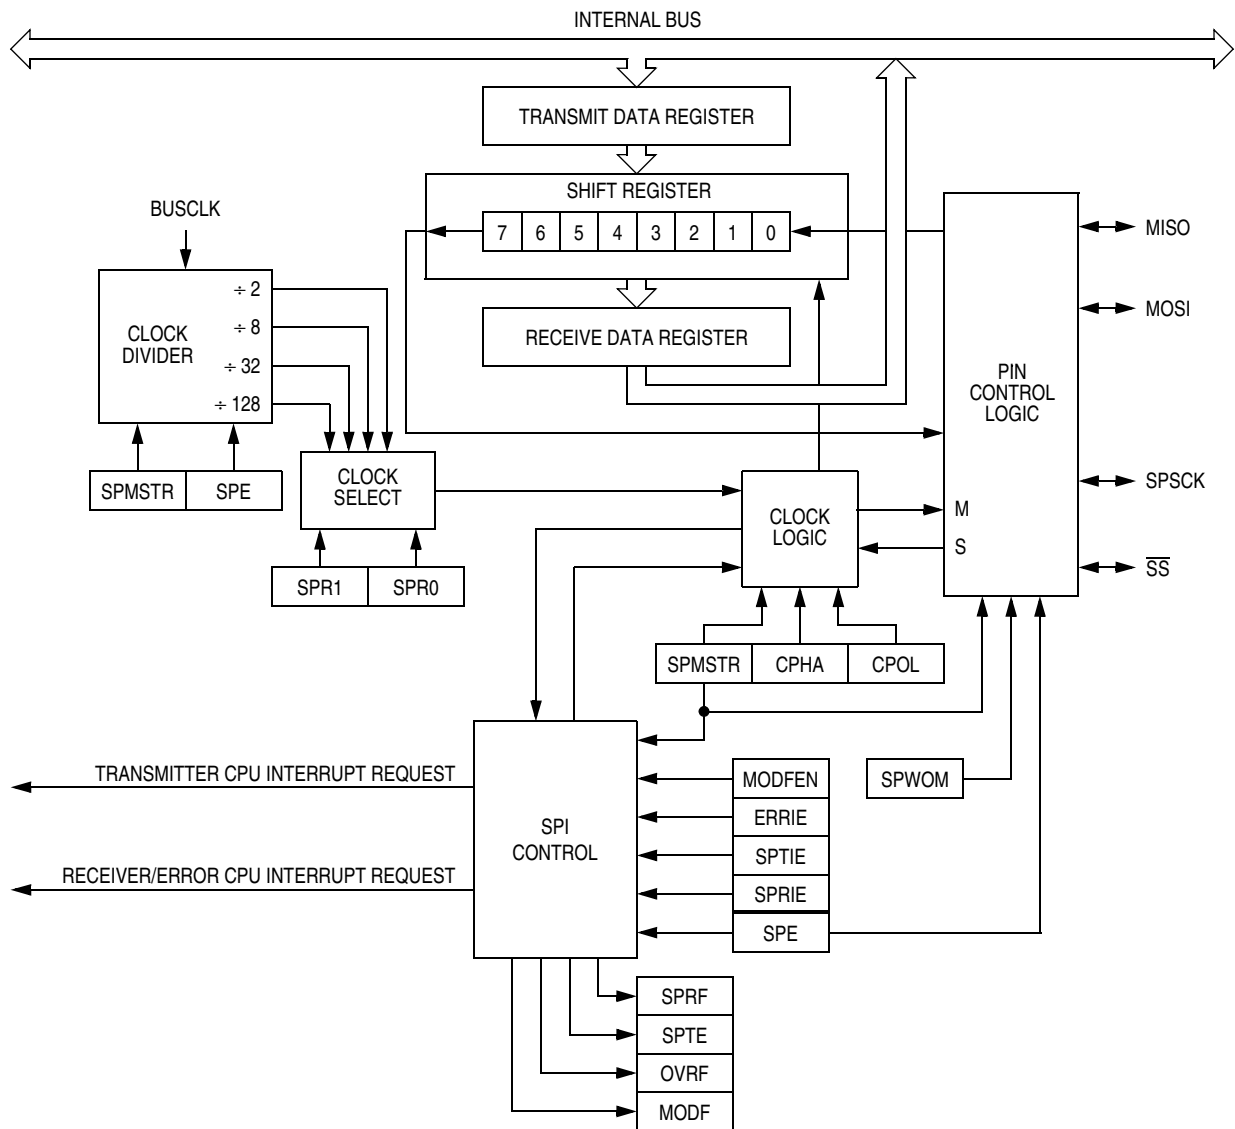 INTERNAL BUS
TRANSMIT DATA REGISTER
SHIFT REGISTER
7 6 5 4 3 2 1 0
RECEIVE DATA REGISTER
BUSCLK
÷ 2
÷ 8
÷ 32
÷ 128
CLOCK
DIVIDER
SPMSTR SPE
CLOCK
SELECT
SPR1 SPR0
CLOCK
LOGIC
M
S
PIN
CONTROL
LOGIC
MISO
MOSI
SPSCK
S̅S̅
SPMSTR CPHA CPOL
TRANSMITTER CPU INTERRUPT REQUEST
RECEIVER/ERROR CPU INTERRUPT REQUEST
SPI
CONTROL
MODFEN
ERRIE
SPTIE
SPRIE
SPE
SPWOM
SPRF
SPTE
OVRF
MODF